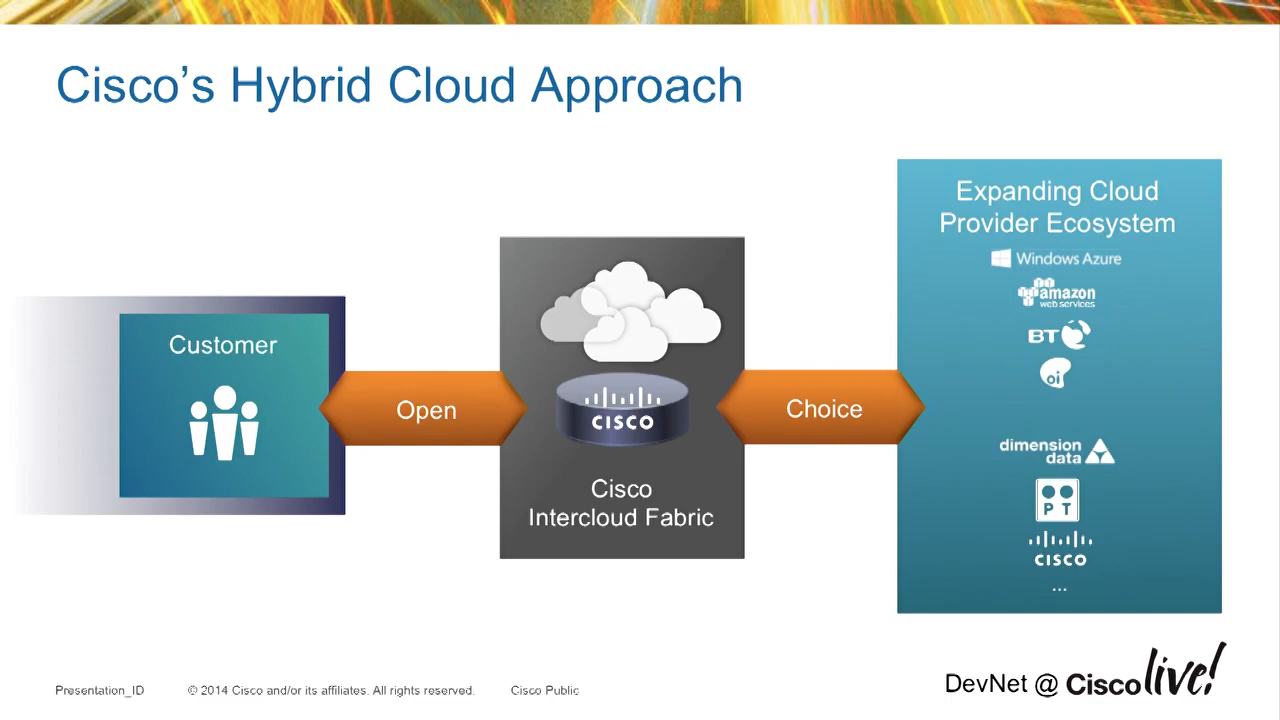 Cisco’s Hybrid Cloud Approach
Expanding Cloud
Provider Ecosystem
Windows Azure
amazon
web services
BT
oi
dimension
data
P T
CISCO
...
Customer
Open
CISCO
Cisco
Intercloud Fabric
Choice
Presentation_ID
© 2014 Cisco and/or its affiliates. All rights reserved.
Cisco Public
DevNet @ Cisco live!